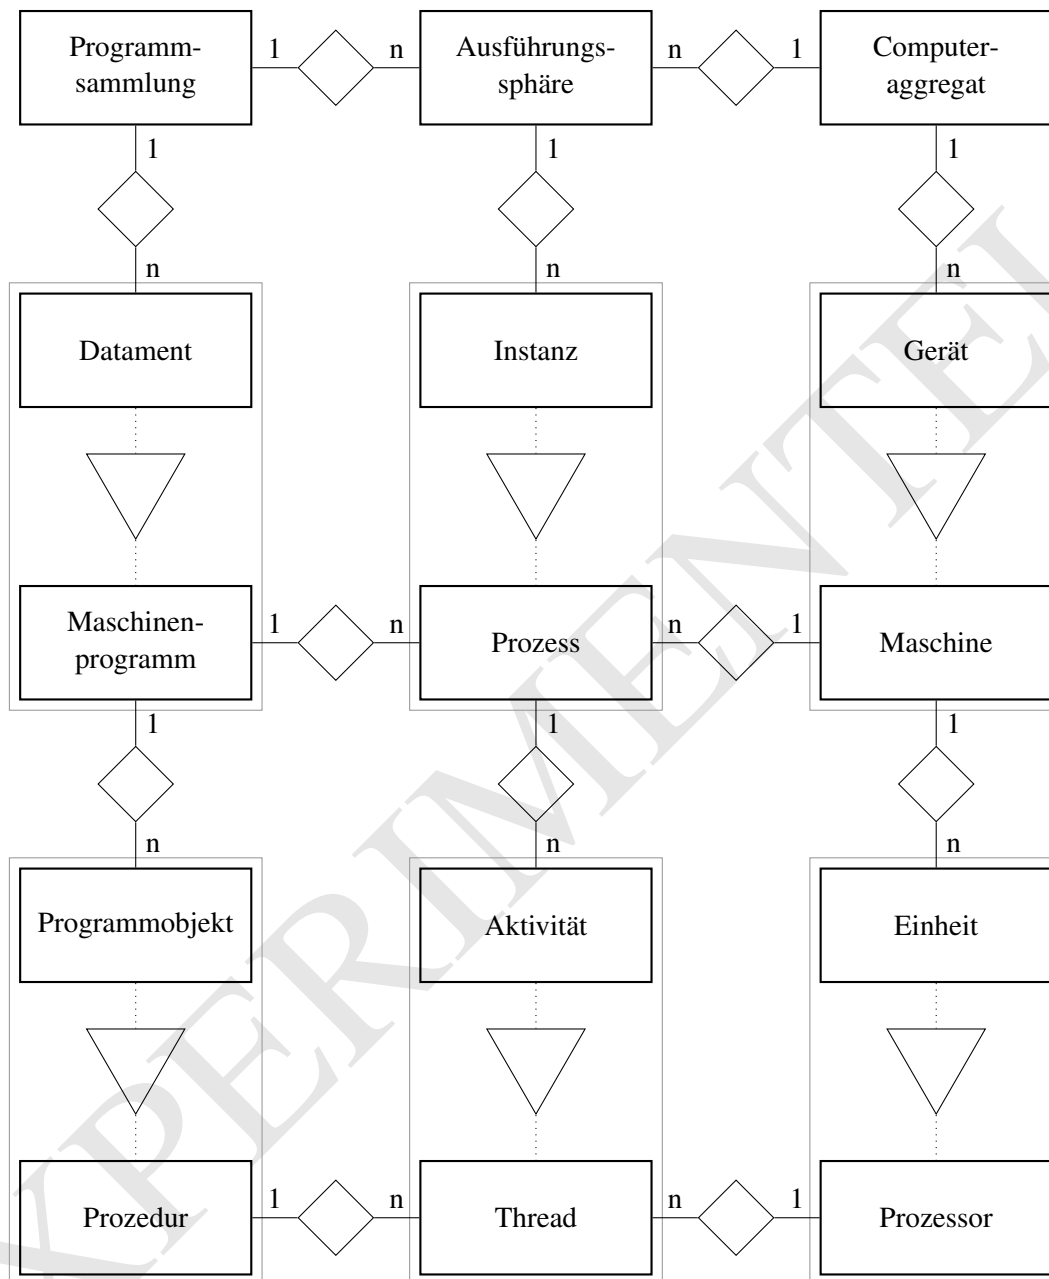 Programm-
sammlung
1
n
Ausführungs-
sphäre
n
1
Computer-
aggregat
1
1
1
n
n
n
Datament
Instanz
Gerät
Maschinen-
programm
1
n
Prozess
n
1
Maschine
1
1
1
n
n
n
Programmobjekt
Aktivität
Einheit
Prozedur
1
n
Thread
n
1
Prozessor
XPERIMENTEL